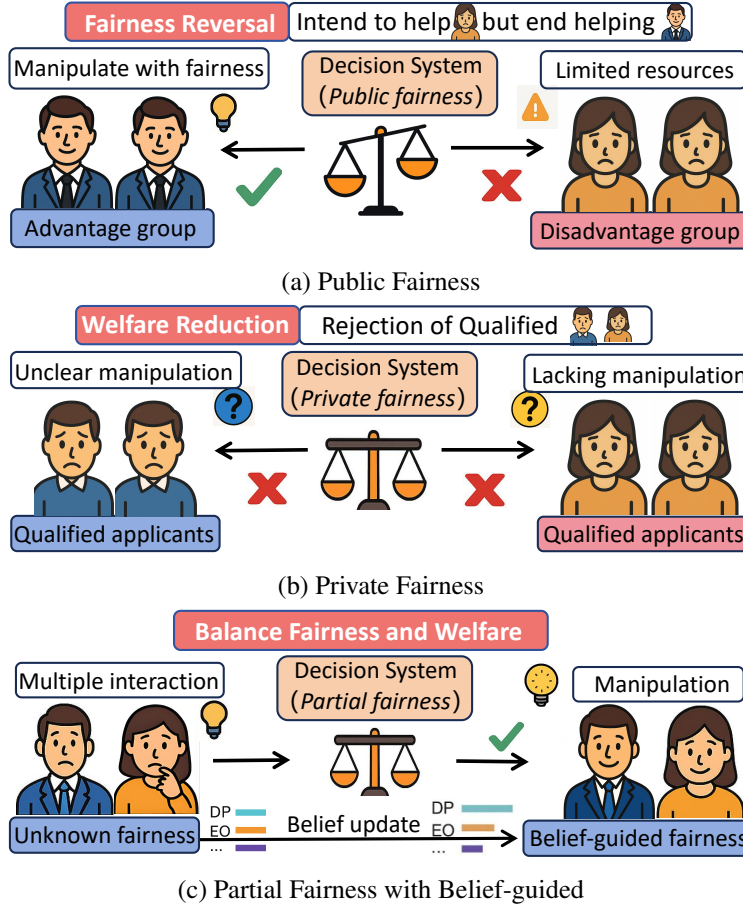 Fairness Reversal Intend to help but end helping
Manipulate with fairness
Decision System
(Public fairness)
Limited resources
Advantage group
Disadvantage group
(a) Public Fairness
Welfare Reduction Rejection of Qualified
Unclear manipulation
Decision System
(Private fairness)
Lacking manipulation
?
?
Qualified applicants
Qualified applicants
(b) Private Fairness
Balance Fairness and Welfare
Multiple interaction
Decision System
(Partial fairness)
Manipulation
DP
EO
...
Unknown fairness
Belief update
DP
EO
...
Belief-guided fairness
(c) Partial Fairness with Belief-guided